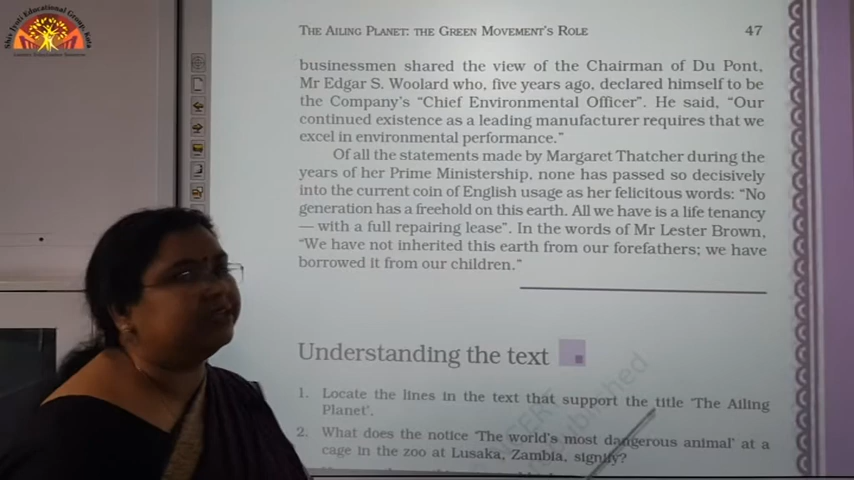 Shiv Jyoti Educational Group, Kota
THE AILING PLANET: THE GREEN MOVEMENT'S ROLE 47
businessmen shared the view of the Chairman of Du Pont,
Mr Edgar S. Woolard who, five years ago, declared himself to be
the Company's “Chief Environmental Officer”. He said, “Our
continued existence as a leading manufacturer requires that we
excel in environmental performance.”
Of all the statements made by Margaret Thatcher during the
years of her Prime Ministership, none has passed so decisively
into the current coin of English usage as her felicitous words: “No
generation has a freehold on this earth. All we have is a life tenancy
— with a full repairing lease”. In the words of Mr Lester Brown,
“We have not inherited this earth from our forefathers; we have
borrowed it from our children.”
Understanding the text
1. Locate the lines in the text that support the title ‘The Ailing
Planet’.
2. What does the notice ‘The world's most dangerous animal’ at a
cage in the zoo at Lusaka, Zambia, signify?